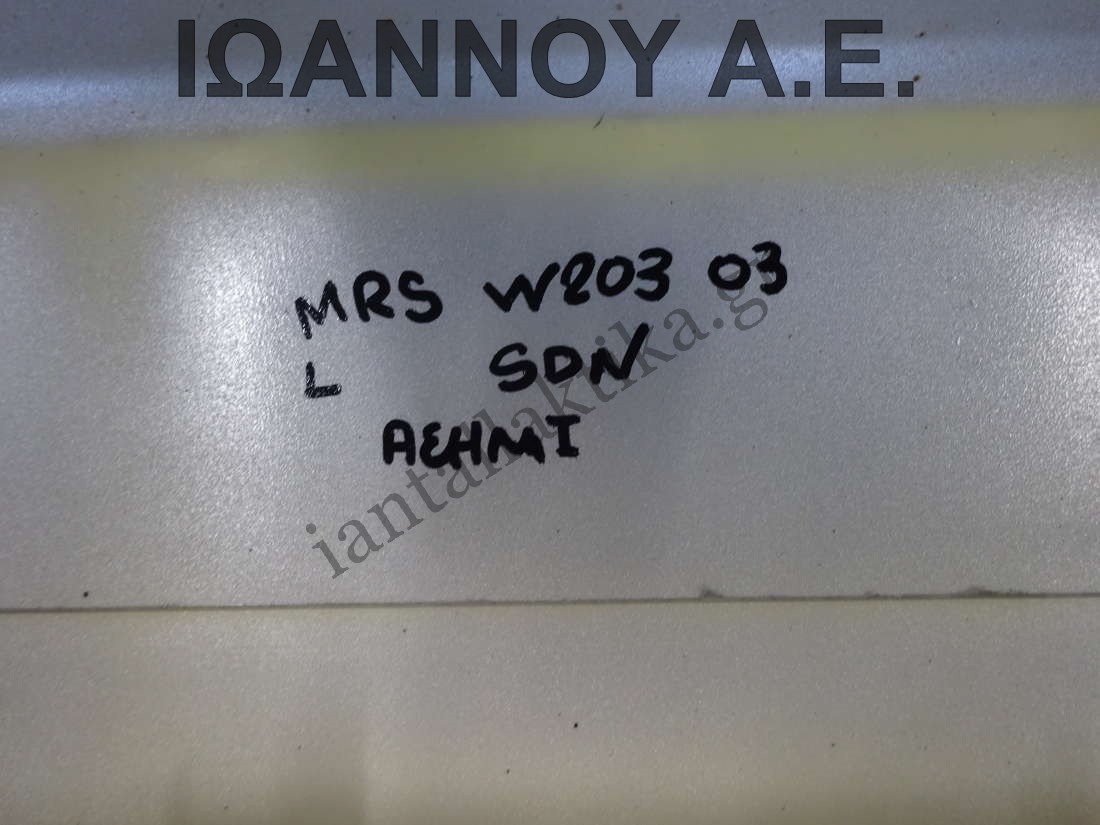 ΙΩΑΝΝΟΥ Α.Ε.
MRS W203 03
L SDN
ΑΣΗΜΙ
iantallaktika.gr